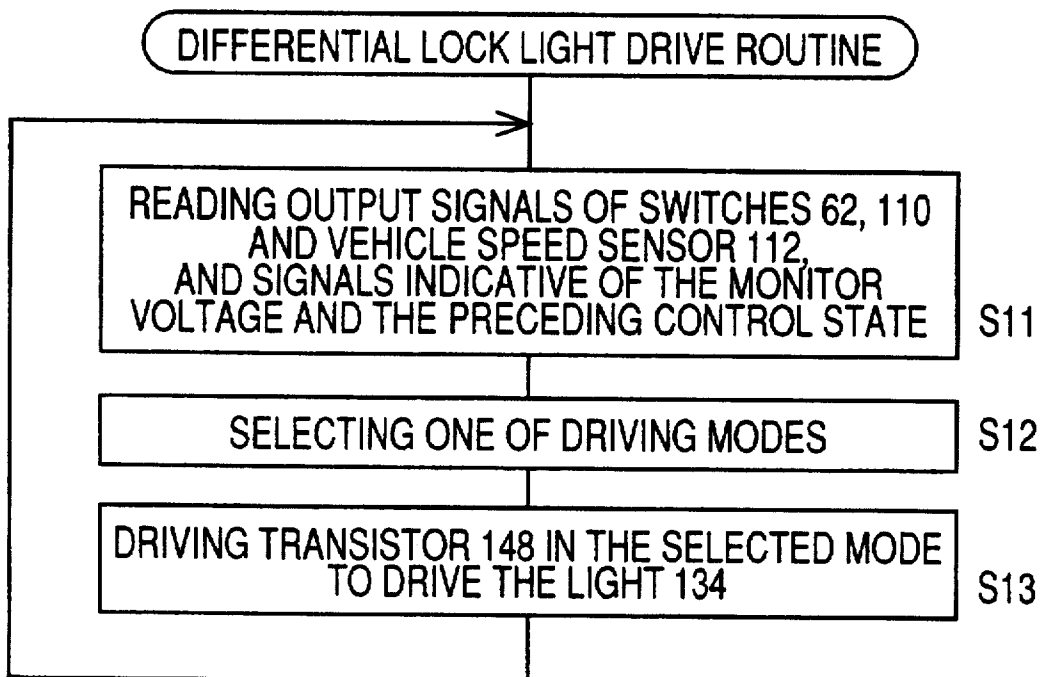 DIFFERENTIAL LOCK LIGHT DRIVE ROUTINE
READING OUTPUT SIGNALS OF SWITCHES 62, 110
AND VEHICLE SPEED SENSOR 112,
AND SIGNALS INDICATIVE OF THE MONITOR
VOLTAGE AND THE PRECEDING CONTROL STATE
S11
SELECTING ONE OF DRIVING MODES
S12
DRIVING TRANSISTOR 148 IN THE SELECTED MODE
TO DRIVE THE LIGHT 134
S13